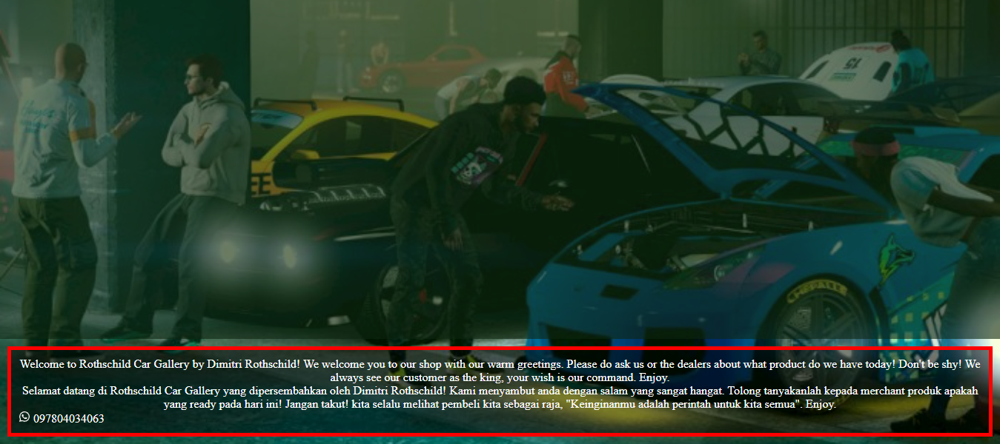 15
EE
CHEPALLE
Welcome to Rothschild Car Gallery by Dimitri Rothschild! We welcome you to our shop with our warm greetings. Please do ask us or the dealers about what product do we have today! Don't be shy! We
always see our customer as the king, your wish is our command. Enjoy.
Selamat datang di Rothschild Car Gallery yang dipersembahkan oleh Dimitri Rothschild! Kami menyambut anda dengan salam yang sangat hangat. Tolong tanyakanlah kepada merchant produk apakah
yang ready pada hari ini! Jangan takut! kita selalu melihat pembeli kita sebagai raja, "Keinginanmu adalah perintah untuk kita semua". Enjoy.
097804034063